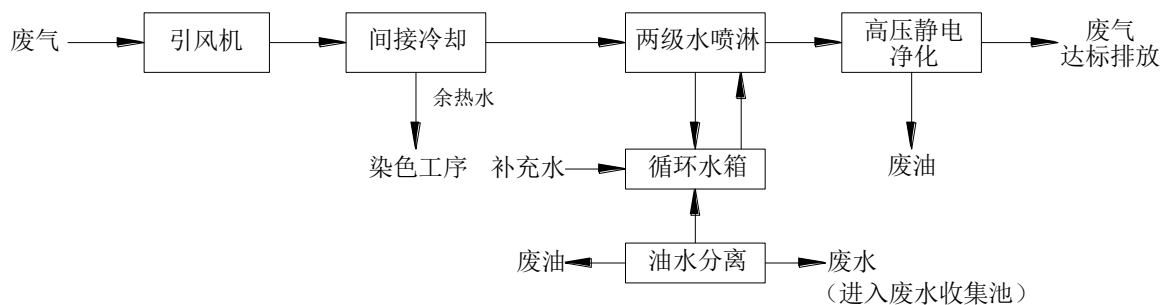 废气
引风机
间接冷却
两级水喷淋
高压静电
净化
废气
达标排放
余热水
染色工序
补充水
循环水箱
废油
废油
油水分离
废水
（进入废水收集池）